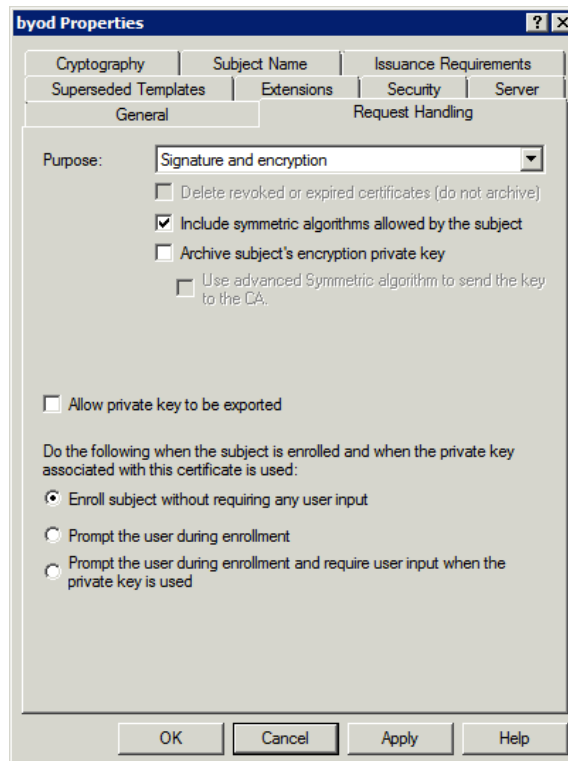 byod Properties
Cryptography Subject Name Issuance Requirements
Superseded Templates Extensions Security Server
General Request Handling
Purpose: Signature and encryption
Delete revoked or expired certificates (do not archive)
Include symmetric algorithms allowed by the subject
Archive subject's encryption private key
Use advanced Symmetric algorithm to send the key
to the CA.
Allow private key to be exported
Do the following when the subject is enrolled and when the private key
associated with this certificate is used:
Enroll subject without requiring any user input
Prompt the user during enrollment
Prompt the user during enrollment and require user input when the
private key is used
OK Cancel Apply Help